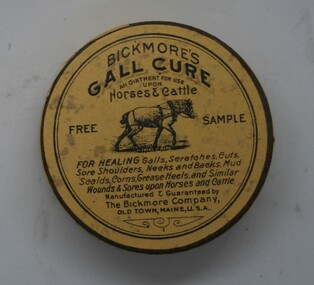 BICKMORE'S
GALL CURE
AN OINTMENT FOR USE
UPON
Horses & Cattle
FREE SAMPLE
FOR HEALING Galls, Scratches, Cuts,
Sore Shoulders, Necks and Backs. Mud
Scalds, Corns, Grease Heels, and Similar
Wounds & Sores upon Horses and Cattle
Manufactured & Guaranteed by
The Bickmore Company,
OLD TOWN, MAINE, U.S.A.